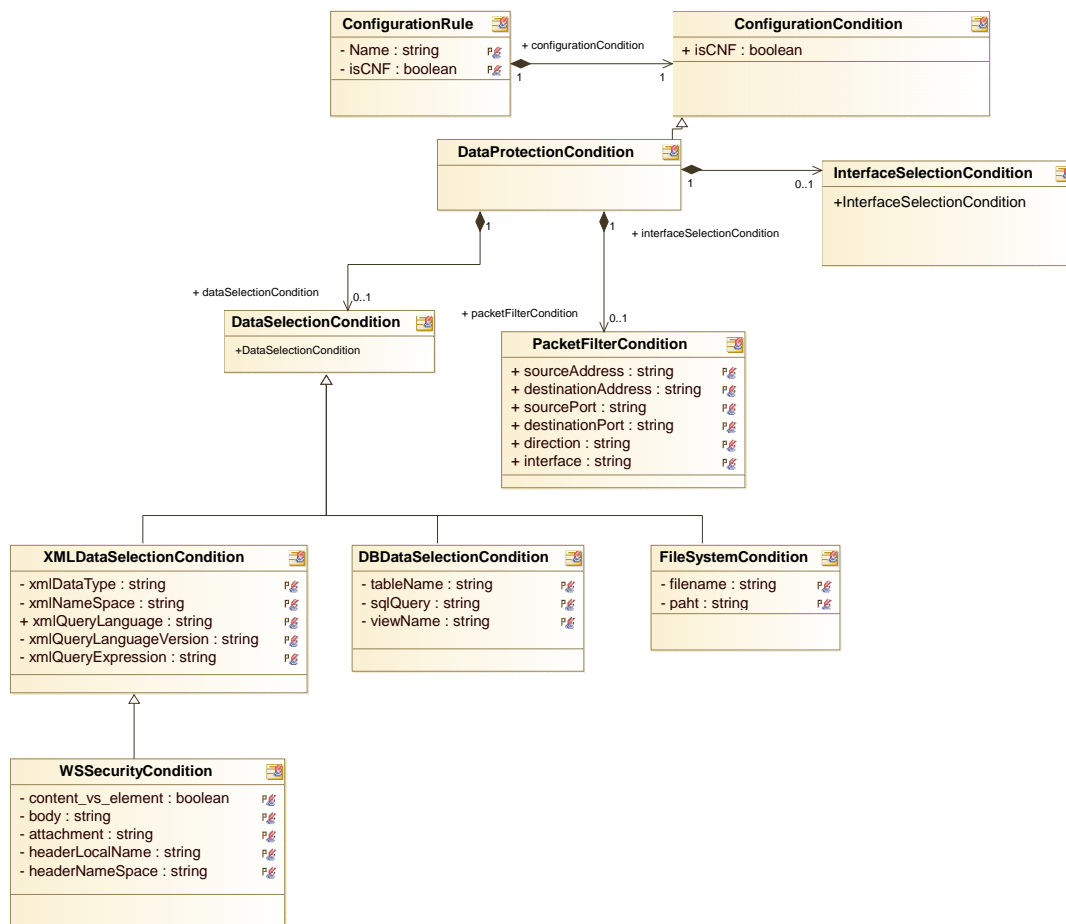 ConfigurationRule
- Name : string
- isCNF : boolean
+ configurationCondition
1
1
ConfigurationCondition
+ isCNF : boolean
DataProtectionCondition
1
0..1
InterfaceSelectionCondition
+InterfaceSelectionCondition
1
1
+ interfaceSelectionCondition
+ dataSelectionCondition
0..1
+ packetFilterCondition
0..1
DataSelectionCondition
+DataSelectionCondition
PacketFilterCondition
+ sourceAddress : string
+ destinationAddress : string
+ sourcePort : string
+ destinationPort : string
+ direction : string
+ interface : string
XMLDataSelectionCondition
- xmlDataType : string
- xmlNameSpace : string
+ xmlQueryLanguage : string
- xmlQueryLanguageVersion : string
- xmlQueryExpression : string
DBDataSelectionCondition
- tableName : string
- sqlQuery : string
- viewName : string
FileSystemCondition
- filename : string
- paht : string
WSSecurityCondition
- content_vs_element : boolean
- body : string
- attachment : string
- headerLocalName : string
- headerNameSpace : string